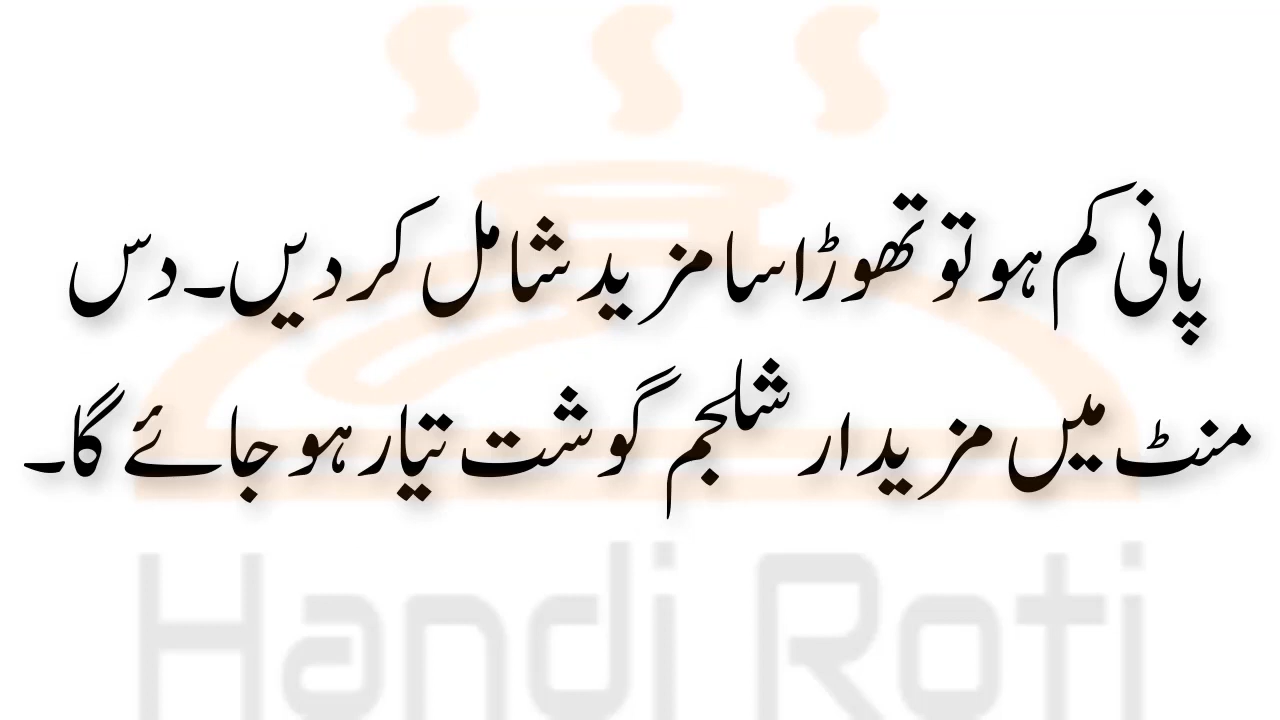 پانی کم ہو تو تھوڑا سا مزید شامل کر دیں۔ دس
منٹ میں مزیدار شلجم گوشت تیار ہو جائے گا۔
Handi Roti